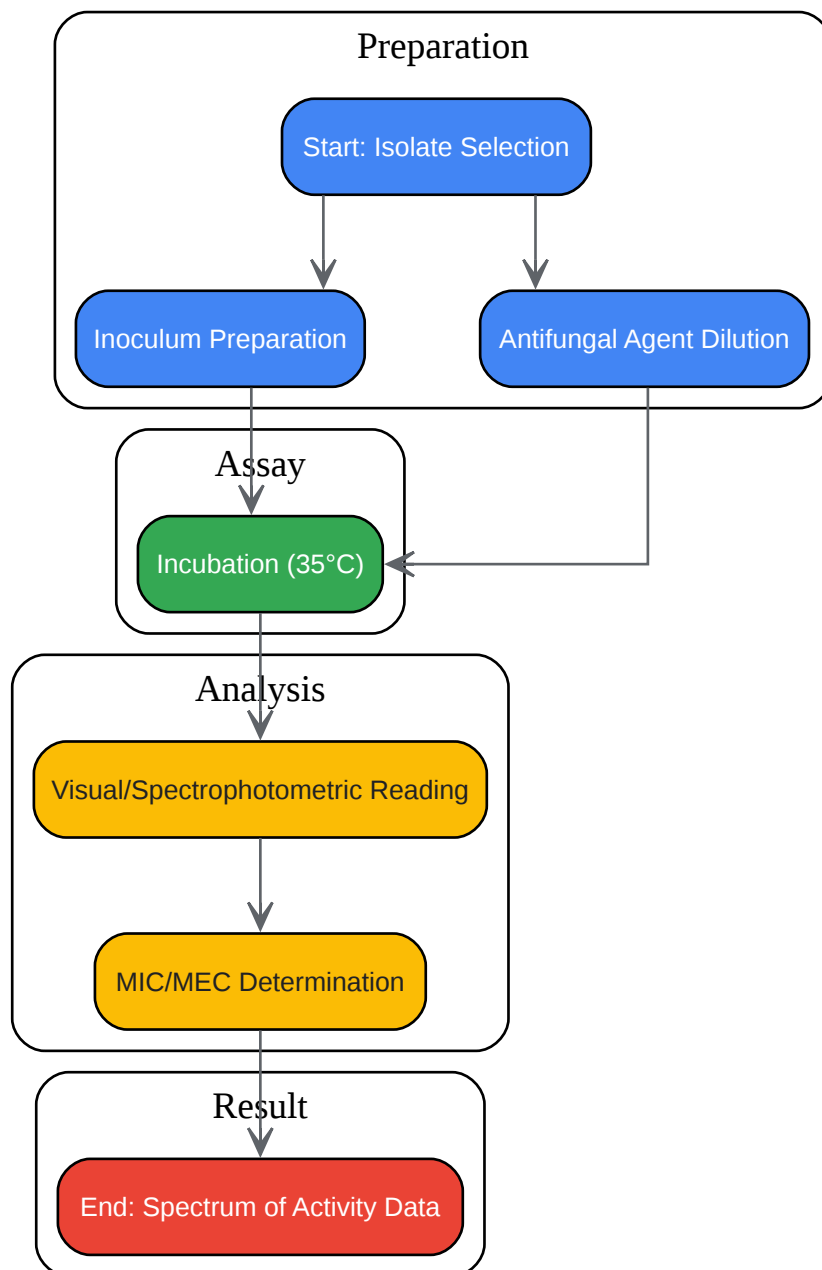 Preparation
Start: Isolate Selection
Inoculum Preparation
Antifungal Agent Dilution
Assay
Incubation (35°C)
Analysis
Visual/Spectrophotometric Reading
MIC/MEC Determination
Result
End: Spectrum of Activity Data